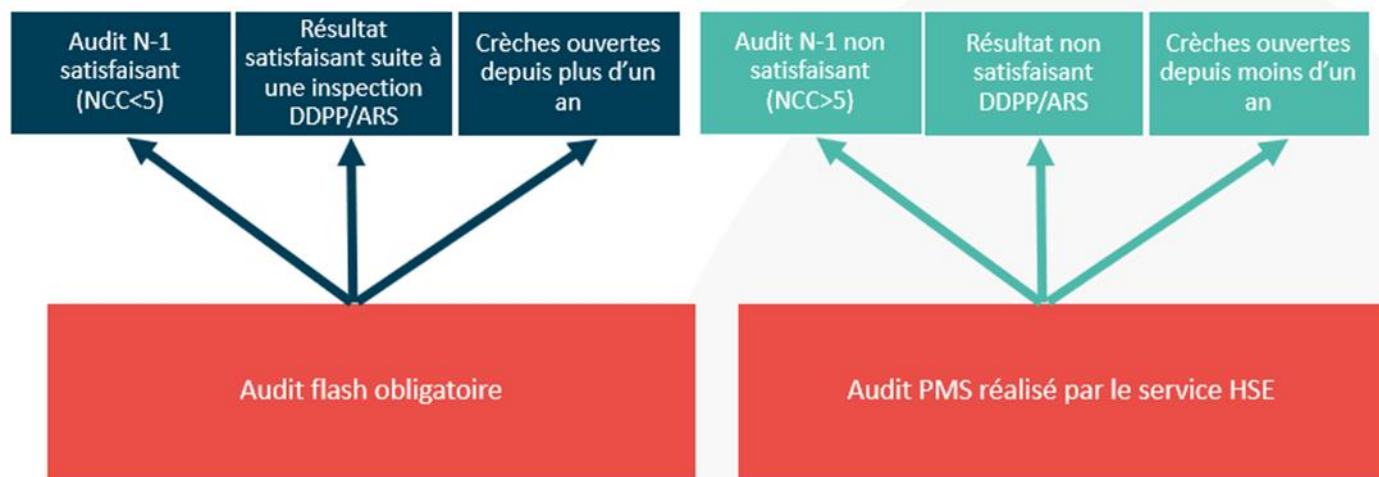 Audit N-1
satisfaisant
(NCC<5)
Résultat
satisfaisant suite à
une inspection
DDPP/ARS
Crèches ouvertes
depuis plus d'un
an
Audit N-1 non
satisfaisant
(NCC>5)
Résultat non
satisfaisant
DDPP/ARS
Crèches ouvertes
depuis moins d'un
an
Audit flash obligatoire
Audit PMS réalisé par le service HSE